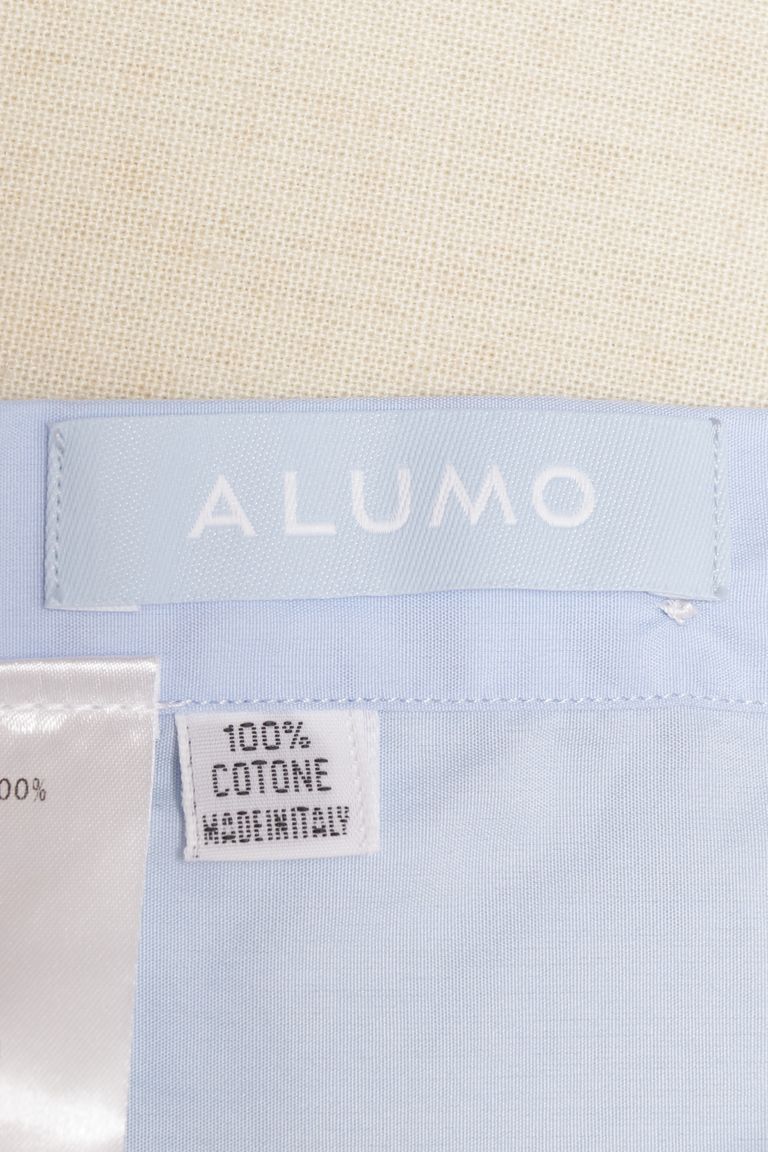 ALUMO
100%
COTONE
MADEINITALY
00%